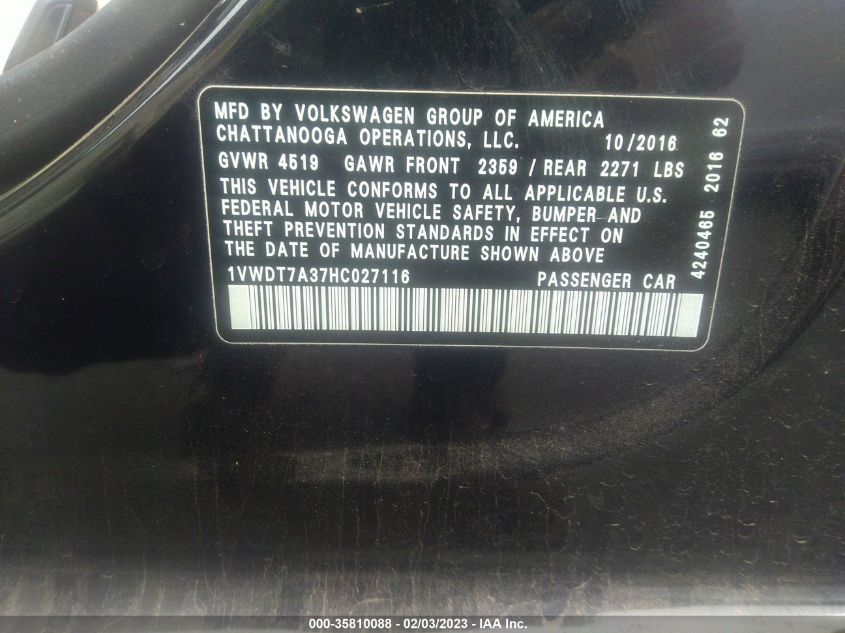 MFD BY VOLKSWAGEN GROUP OF AMERICA
CHATTANOOGA OPERATIONS, LLC. 10/2016
GVWR 4519 GAWR FRONT 2359 / REAR 2271 LBS
THIS VEHICLE CONFORMS TO ALL APPLICABLE U.S.
FEDERAL MOTOR VEHICLE SAFETY, BUMPER AND
THEFT PREVENTION STANDARDS IN EFFECT ON
THE DATE OF MANUFACTURE SHOWN ABOVE
1VWDT7A37HC027116 PASSENGER CAR
4240465 2016 62
000-35810088 - 02/03/2023 - IAA Inc.